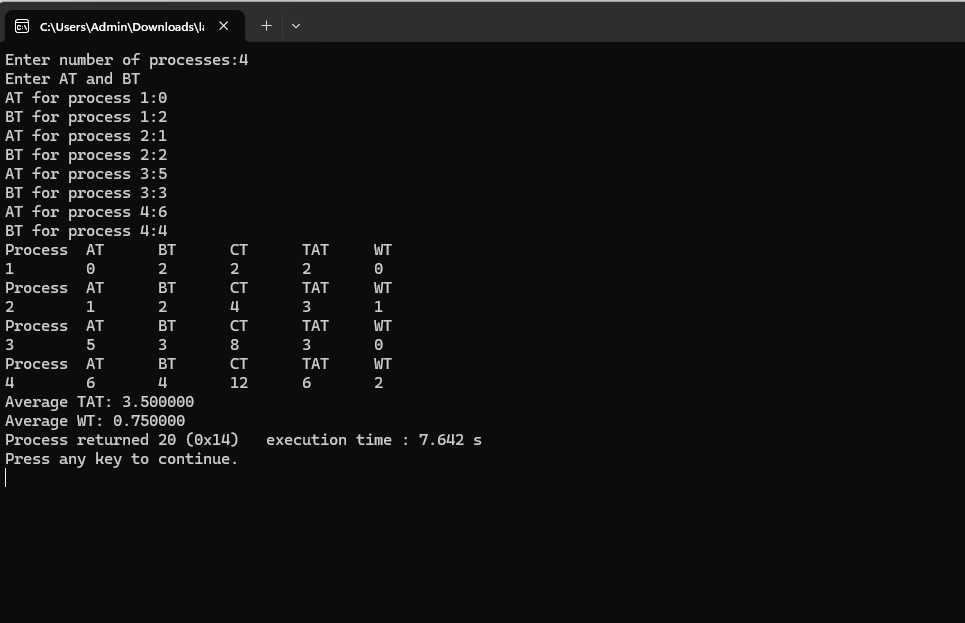 C:\Users\Admin\Downloads\la
Enter number of processes:4
Enter AT and BT
AT for process 1:0
BT for process 1:2
AT for process 2:1
BT for process 2:2
AT for process 3:5
BT for process 3:3
AT for process 4:6
BT for process 4:4
Process  AT      BT      CT      TAT     WT
1        0       2       2       2       0
Process  AT      BT      CT      TAT     WT
2        1       2       4       3       1
Process  AT      BT      CT      TAT     WT
3        5       3       8       3       0
Process  AT      BT      CT      TAT     WT
4        6       4       12      6       2
Average TAT: 3.500000
Average WT: 0.750000
Process returned 20 (0x14)   execution time : 7.642 s
Press any key to continue.